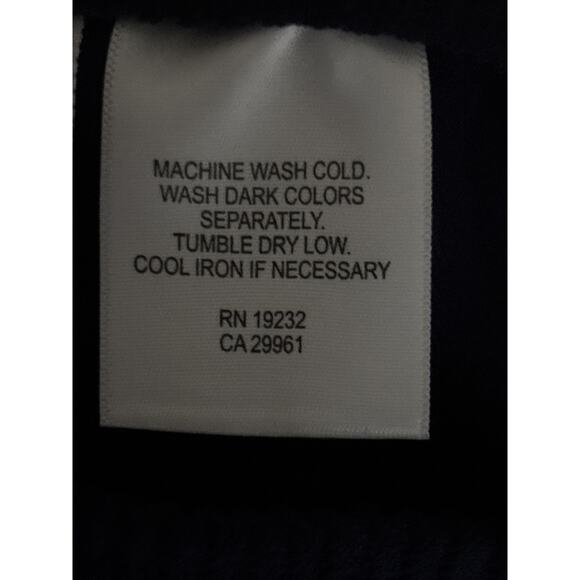 MACHINE WASH COLD.
WASH DARK COLORS
SEPARATELY.
TUMBLE DRY LOW.
COOL IRON IF NECESSARY
RN 19232
CA 29961